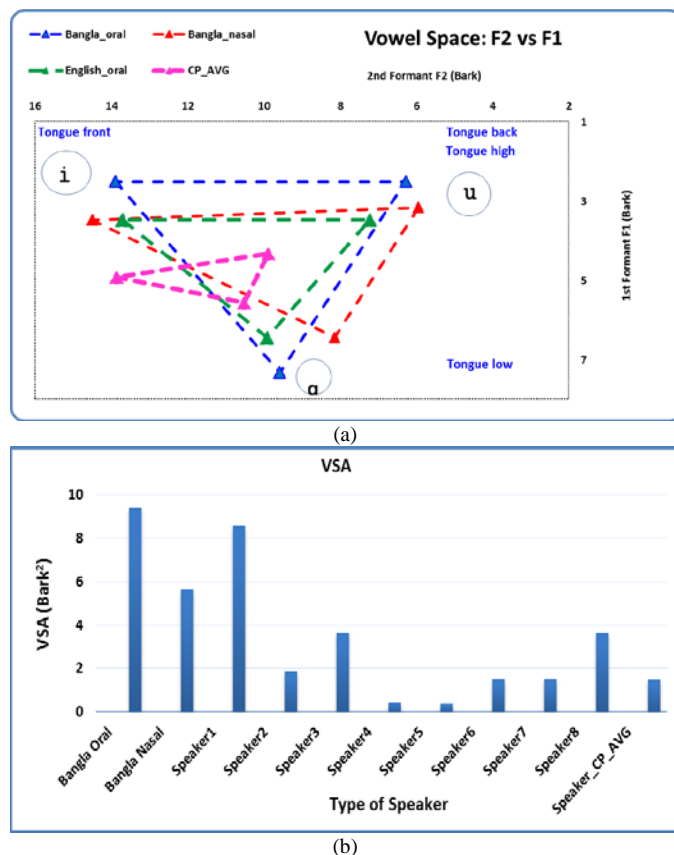 Bangla_oral Bangla_nasal Vowel Space: F2 vs F1
English_oral CP_AVG 2nd Formant F2 (Bark)
16 14 12 10 8 6 4 2
1
Tongue front Tongue back
Tongue high
i
u
3
5
7
1st Formant F1 (Bark)
Tongue low
a
(a)
VSA
10
8
6
4
2
0
VSA (Bark²)
Bangla Oral
Bangla Nasal
Speaker1
Speaker2
Speaker3
Speaker4
Speaker5
Speaker6
Speaker7
Speaker8
Speaker_CP_AVG
Type of Speaker
(b)